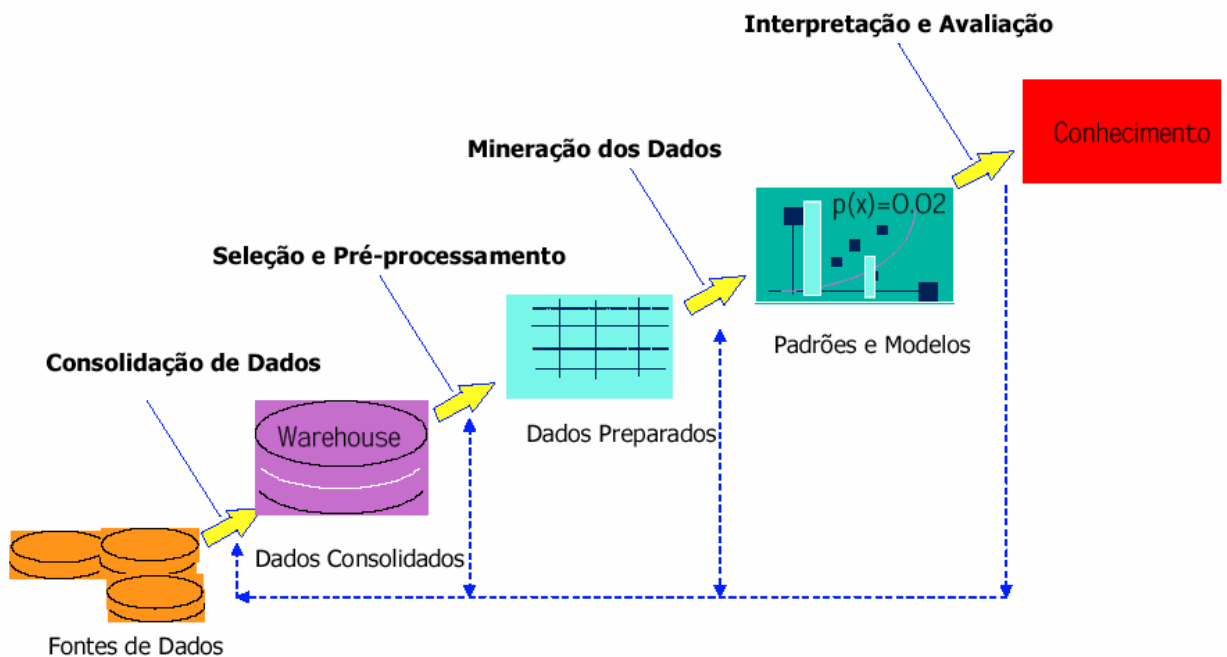 Interpretação e Avaliação
Conhecimento
Mineração dos Dados
p(x)=0.02
Seleção e Pré-processamento
Padrões e Modelos
Consolidação de Dados
Warehouse
Dados Preparados
Dados Consolidados
Fontes de Dados